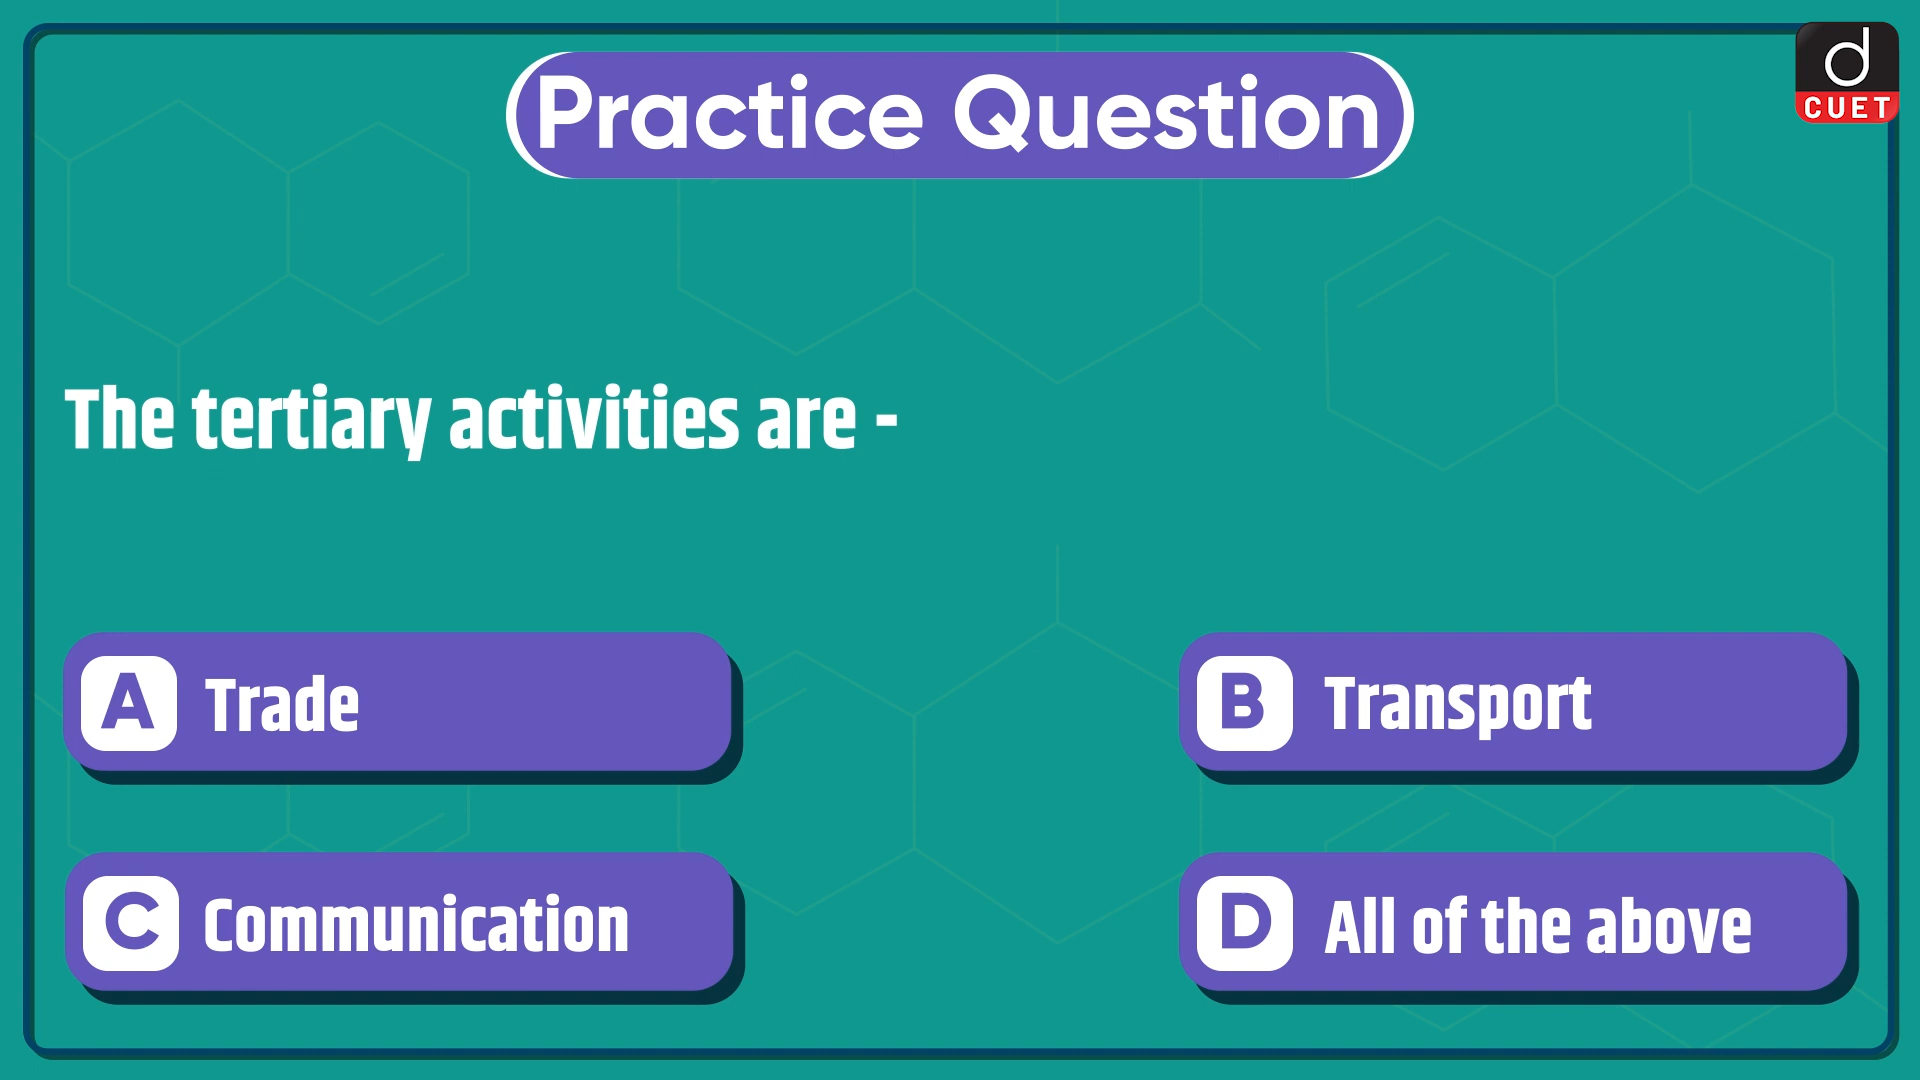 Practice Question
d
CUET
The tertiary activities are -
A Trade
B Transport
C Communication
D All of the above